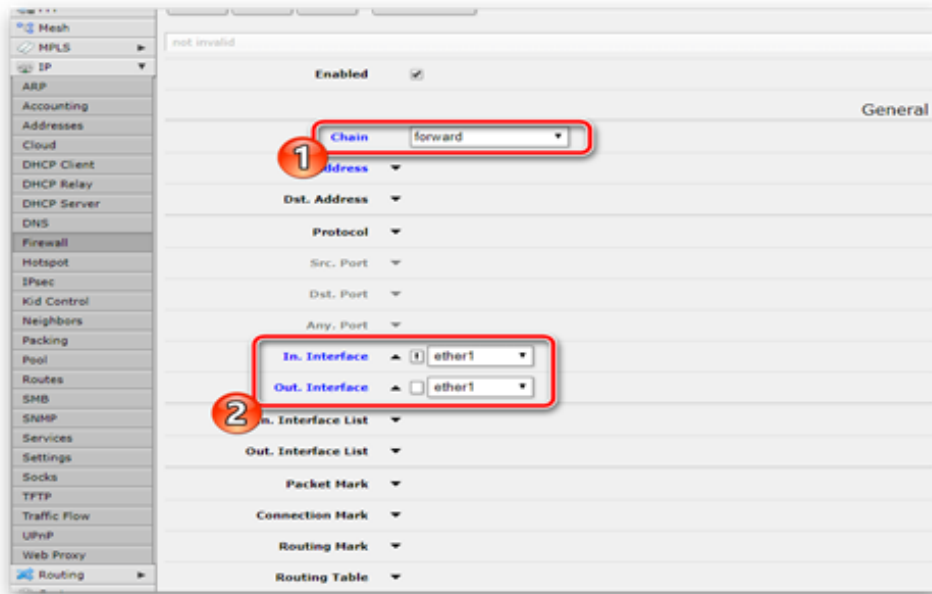 Mesh
MPLS
IP
ARP
Accounting
Addresses
Cloud
DHCP Client
DHCP Relay
DHCP Server
DNS
Firewall
Hotspot
IPsec
Kid Control
Neighbors
Packing
Pool
Routes
SMB
SNMP
Services
Settings
Socks
TFTP
Traffic Flow
UPnP
Web Proxy
Routing
not invalid
Enabled
General
Chain forward
1
Address
Dst. Address
Protocol
Src. Port
Dst. Port
Any. Port
In. Interface ! ether1
Out. Interface ether1
2
n. Interface List
Out. Interface List
Packet Mark
Connection Mark
Routing Mark
Routing Table